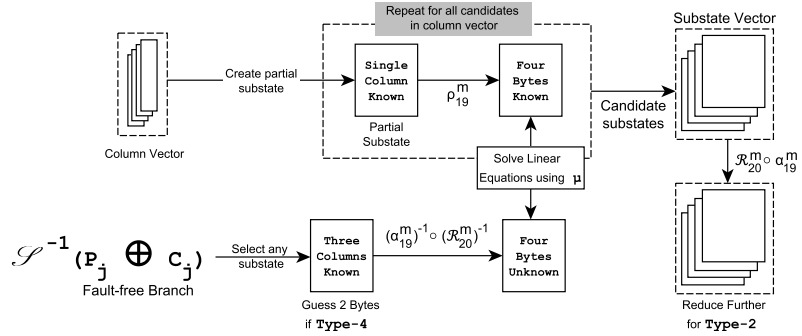 Repeat for all candidates
in column vector
Substate Vector
Single
Column
Known
Four
Bytes
Known
Create partial
substate
ρ₁₉ᵐ
Partial
Substate
Column Vector
Candidate
substates
Solve Linear
Equations using μ
ℛ₂₀ᵐ ∘ α₁₉ᵐ
𝒮⁻¹(Pⱼ ⊕ Cⱼ)
Fault-free Branch
Select any
substate
Three
Columns
Known
(α₁₉ᵐ)⁻¹ ∘ (ℛ₂₀ᵐ)⁻¹
Four
Bytes
Unknown
Guess 2 Bytes
if Type-4
Reduce Further
for Type-2